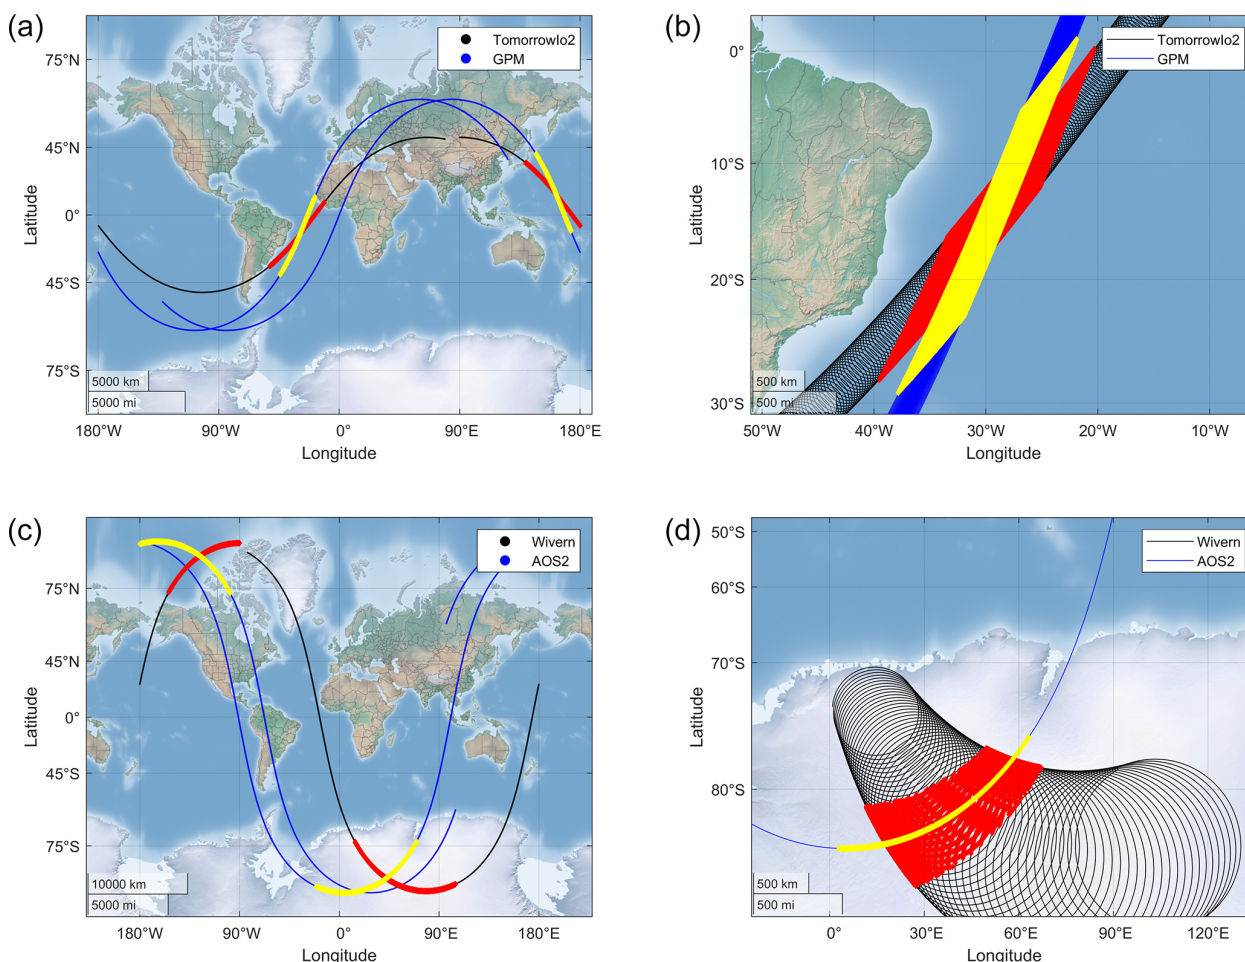 (a)
TomorrowIo2
GPM
75°N
45°N
0°
45°S
75°S
Latitude
5000 km
5000 mi
180°W
90°W
0°
90°E
180°E
Longitude
(b)
TomorrowIo2
GPM
0°
10°S
20°S
30°S
Latitude
500 km
500 mi
50°W
40°W
30°W
20°W
10°W
Longitude
(c)
Wivern
AOS2
75°N
45°N
0°
45°S
75°S
Latitude
10000 km
5000 mi
180°W
90°W
0°
90°E
180°E
Longitude
(d)
Wivern
AOS2
50°S
60°S
70°S
80°S
Latitude
500 km
500 mi
0°
30°E
60°E
90°E
120°E
Longitude